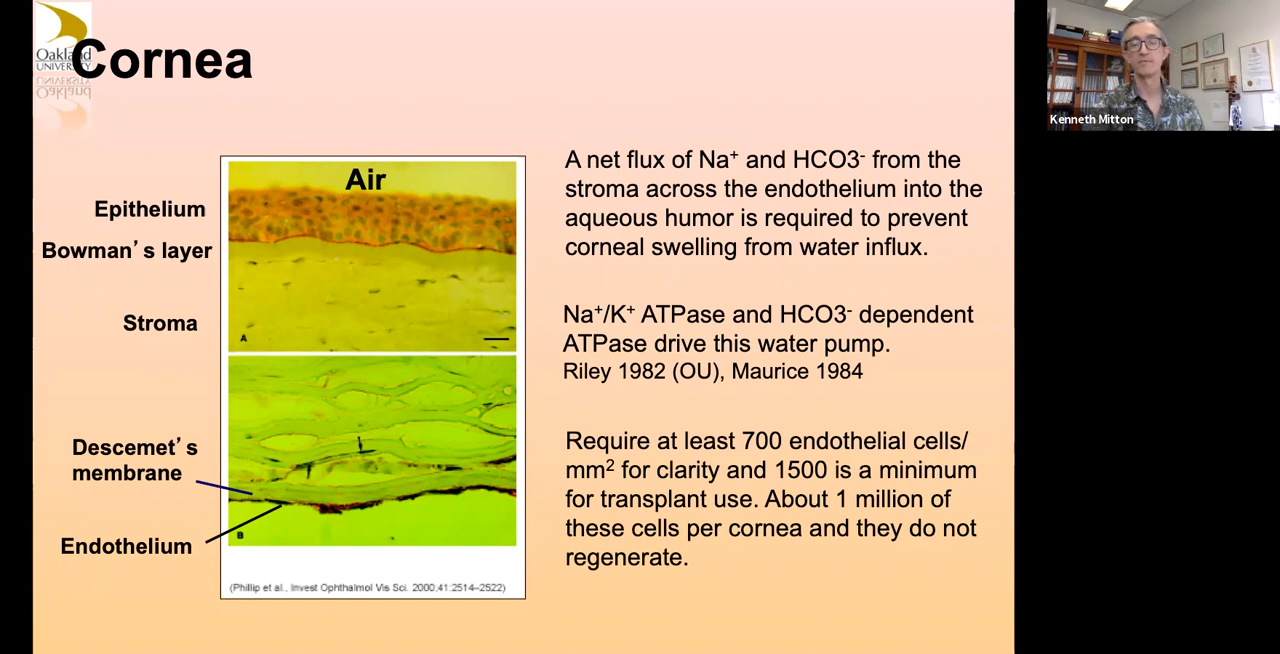 Oakland
UNIVERSITY
Cornea
Kenneth Mitton
Air
Epithelium
Bowman’s layer
Stroma
A
Descemet’s
membrane
Endothelium
B
(Phillip et al., Invest Ophthalmol Vis Sci. 2000;41:2514–2522)
A net flux of Na⁺ and HCO3⁻ from the
stroma across the endothelium into the
aqueous humor is required to prevent
corneal swelling from water influx.
Na⁺/K⁺ ATPase and HCO3⁻ dependent
ATPase drive this water pump.
Riley 1982 (OU), Maurice 1984
Require at least 700 endothelial cells/
mm² for clarity and 1500 is a minimum
for transplant use. About 1 million of
these cells per cornea and they do not
regenerate.